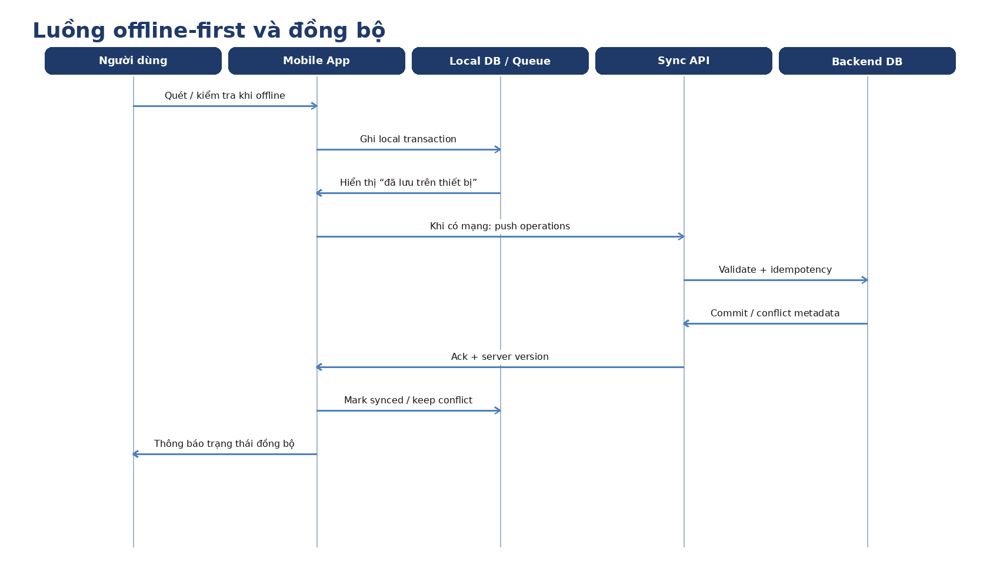 Luồng offline-first và đồng bộ
Người dùng
Mobile App
Local DB / Queue
Sync API
Backend DB
Quét / kiểm tra khi offline
Ghi local transaction
Hiển thị “đã lưu trên thiết bị”
Khi có mạng: push operations
Validate + idempotency
Commit / conflict metadata
Ack + server version
Mark synced / keep conflict
Thông báo trạng thái đồng bộ